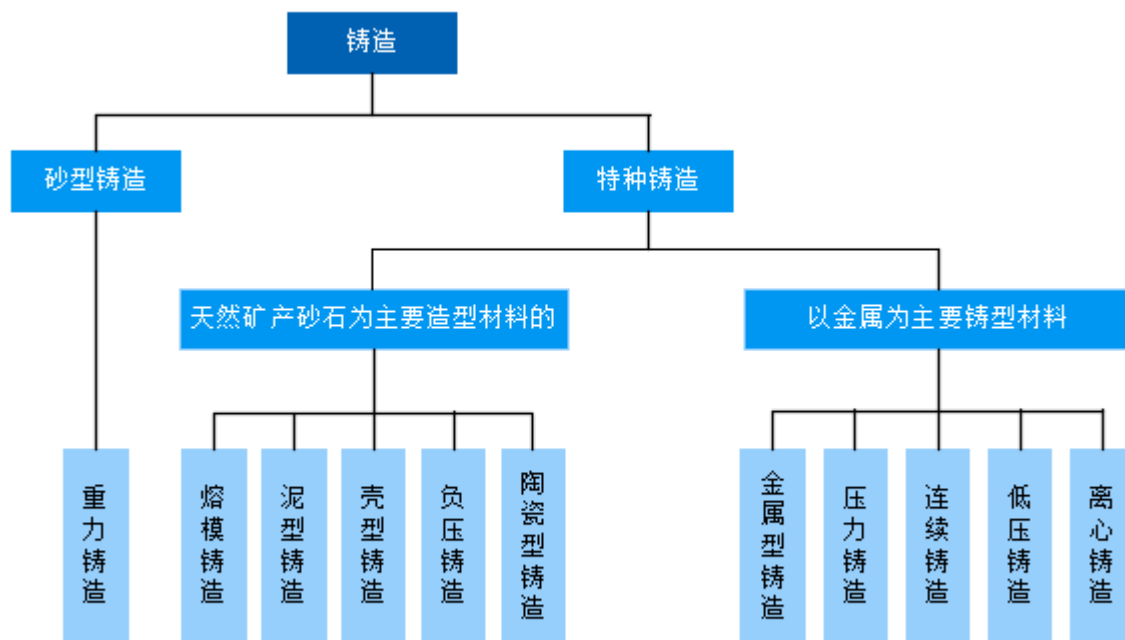 铸造
砂型铸造
特种铸造
天然矿产砂石为主要造型材料的
以金属为主要铸型材料
重力铸造
熔模铸造
泥型铸造
壳型铸造
负压铸造
陶瓷型铸造
金属型铸造
压力铸造
连续铸造
低压铸造
离心铸造